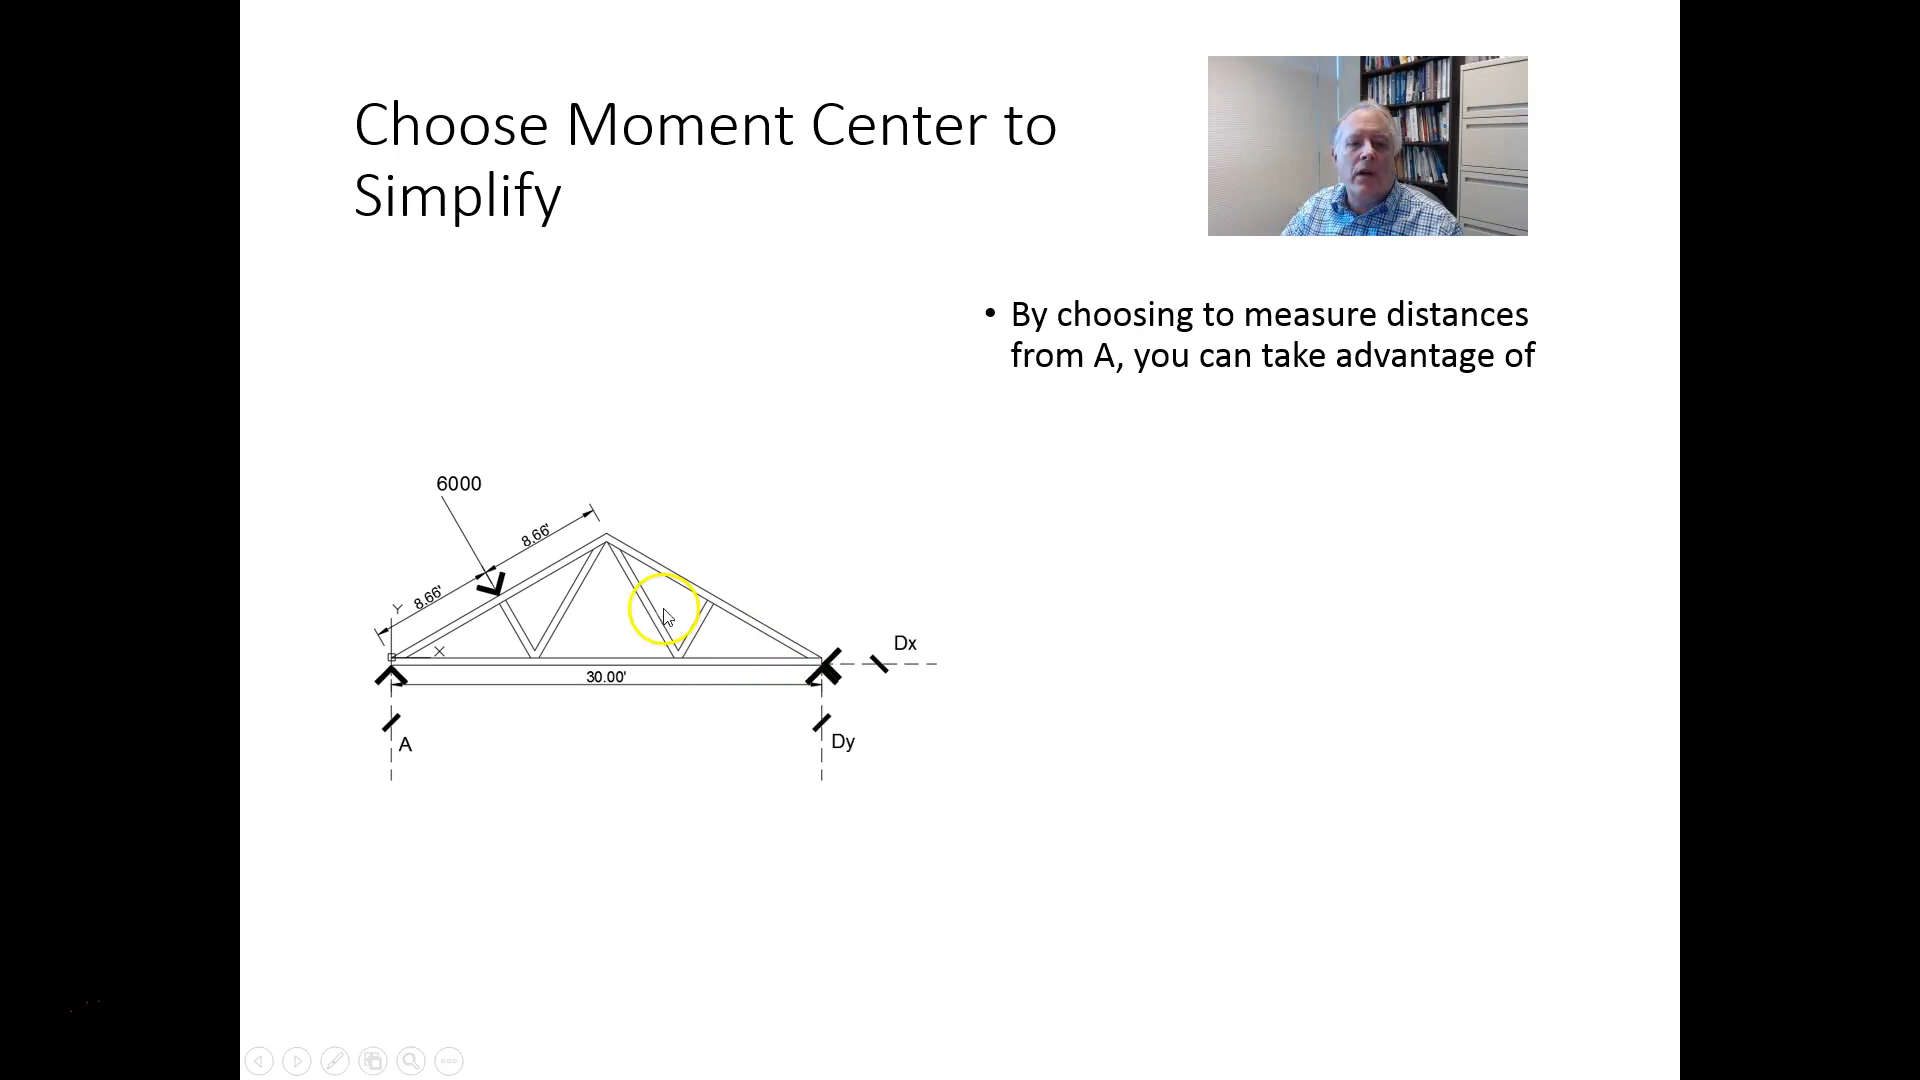 Choose Moment Center to
Simplify
• By choosing to measure distances
from A, you can take advantage of
6000
8.66'
8.66'
Y
X
Dx
30.00'
A
Dy